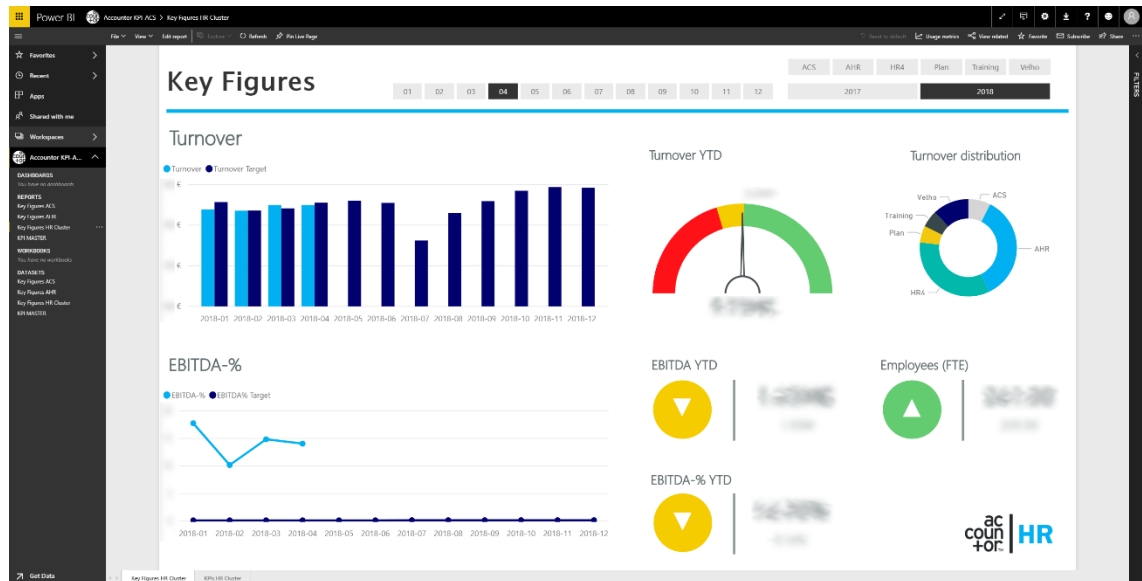 Power BI Accountor KPI-ACS > Key Figures HR Cluster
File View Edit report Explore Refresh Pin Live Page Reset to default Usage metrics View related Favorite Subscribe Share
Favorites
Recent
Apps
Shared with me
Workspaces
Accountor KPI-A...
DASHBOARDS
You have no dashboards
REPORTS
Key Figures ACS
Key Figures AHR
Key Figures HR Cluster
KPI MASTER
WORKBOOKS
You have no workbooks
DATASETS
Key Figures ACS
Key Figures AHR
Key Figures HR Cluster
KPI MASTER
Get Data
FILTERS
Key Figures
01 02 03 04 05 06 07 08 09 10 11 12
ACS AHR HR4 Plan Training Velho
2017 2018
Turnover
Turnover Turnover Target
€
€
€
€
2018-01 2018-02 2018-03 2018-04 2018-05 2018-06 2018-07 2018-08 2018-09 2018-10 2018-11 2018-12
Turnover YTD
Turnover distribution
Velho
ACS
Training
Plan
AHR
HR4
EBITDA-%
EBITDA-% EBITDA% Target
2018-01 2018-02 2018-03 2018-04 2018-05 2018-06 2018-07 2018-08 2018-09 2018-10 2018-11 2018-12
EBITDA YTD
Employees (FTE)
EBITDA-% YTD
ac
coun
+or HR
Key Figures HR Cluster KPIs HR Cluster